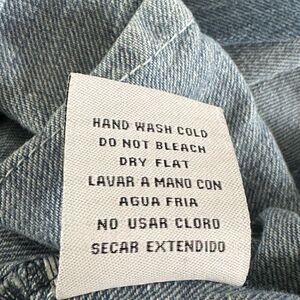 HAND WASH COLD
DO NOT BLEACH
DRY FLAT
LAVAR A MANO CON
AGUA FRIA
NO USAR CLORO
SECAR EXTENDIDO